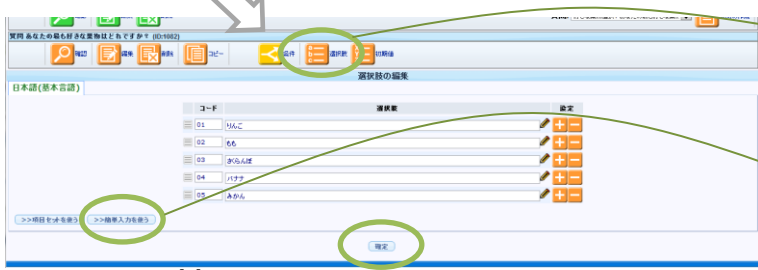 質問 あなたの最も好きな果物はどれですか? (ID:1882)
確認 編集 削除 コピー 条件 選択肢 初期値
選択肢の編集
日本語(基本言語)
コード 選択肢 設定
01 りんご
02 もも
03 さくらんぼ
04 バナナ
05 みかん
>>項目セットを使う >>簡単入力を使う
確定